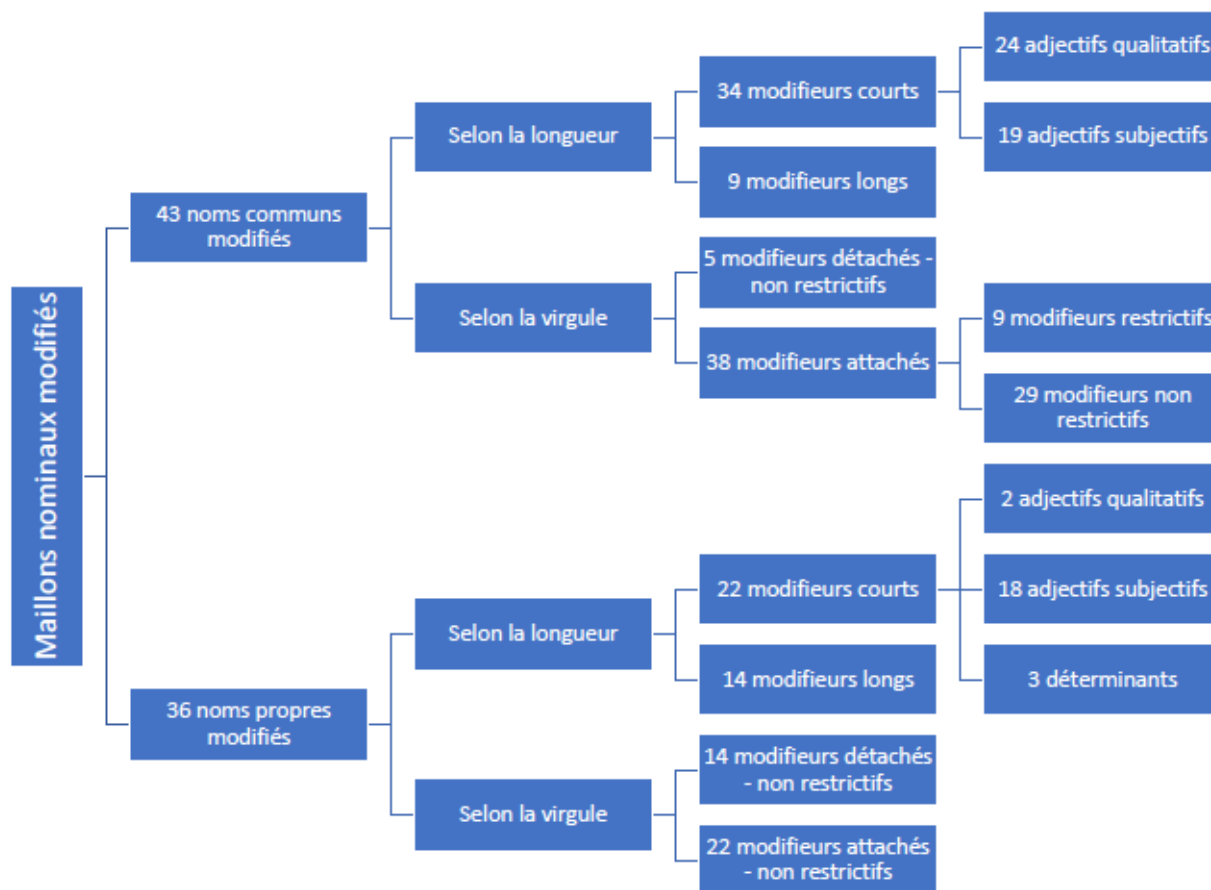 Maillons nominaux modifiés
43 noms communs
modifiés
Selon la longueur
34 modifieurs courts
24 adjectifs qualitatifs
19 adjectifs subjectifs
9 modifieurs longs
Selon la virgule
5 modifieurs détachés -
non restrictifs
38 modifieurs attachés
9 modifieurs restrictifs
29 modifieurs non
restrictifs
36 noms propres
modifiés
Selon la longueur
22 modifieurs courts
2 adjectifs qualitatifs
18 adjectifs subjectifs
3 déterminants
14 modifieurs longs
Selon la virgule
14 modifieurs détachés
- non restrictifs
22 modifieurs attachés
- non restrictifs